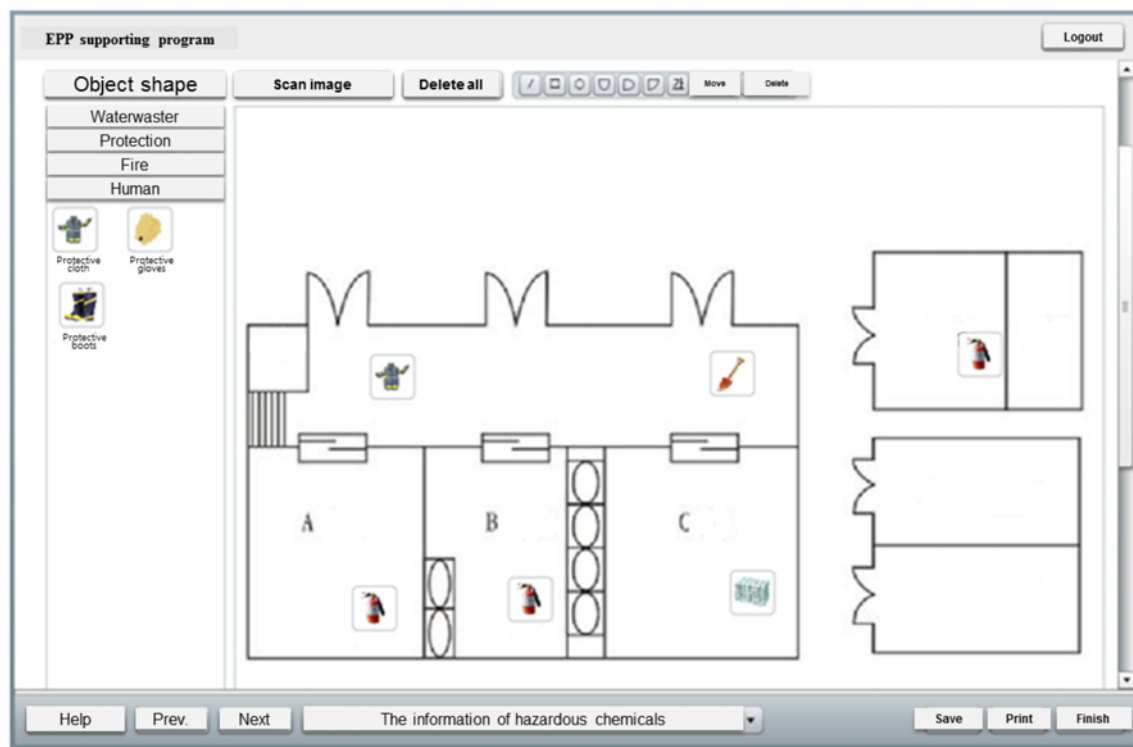 EPP supporting program
Logout
Object shape
Scan image
Delete all
Move
Delete
Waterwaster
Protection
Fire
Human
Protective
cloth
Protective
gloves
Protective
boots
A
B
C
Help
Prev.
Next
The information of hazardous chemicals
Save
Print
Finish